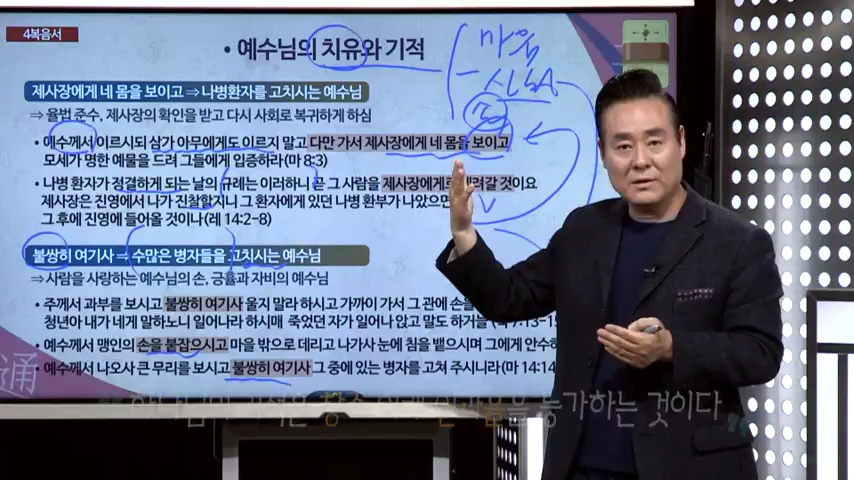 4복음서
• 예수님의 치유와 기적
마음
제사장에게 네 몸을 보이고 ⇒ 나병환자를 고치시는 예수님
⇒ 율법 준수, 제사장의 확인을 받고 다시 사회로 복귀하게 하심
• 예수께서 이르시되 삼가 아무에게도 이르지 말고 다만 가서 제사장에게 네 몸을 보이고
모세가 명한 예물을 드려 그들에게 입증하라 (마 8:3)
• 나병 환자가 정결하게 되는 날의 규례는 이러하니 곧 그 사람을 제사장에게로 데려갈 것이요
제사장은 진영에서 나가 진찰할지니 그 환자에게 있던 나병 환부가 나았으면
그 후에 진영에 들어올 것이나 (레 14:2-8)
불쌍히 여기사 ⇒ 수많은 병자들을 고치시는 예수님
⇒ 사람을 사랑하는 예수님의 손, 긍휼과 자비의 예수님
• 주께서 과부를 보시고 불쌍히 여기사 울지 말라 하시고 가까이 가서 그 관에 손을
청년아 내가 네게 말하노니 일어나라 하시매 죽었던 자가 일어나 앉고 말도 하거늘
• 예수께서 맹인의 손을 붙잡으시고 마을 밖으로 데리고 나가사 눈에 침을 뱉으시며 그에게 안수하
• 예수께서 나오사 큰 무리를 보시고 불쌍히 여기사 그 중에 있는 병자를 고쳐 주시니라 (마 14:14
通
것이다